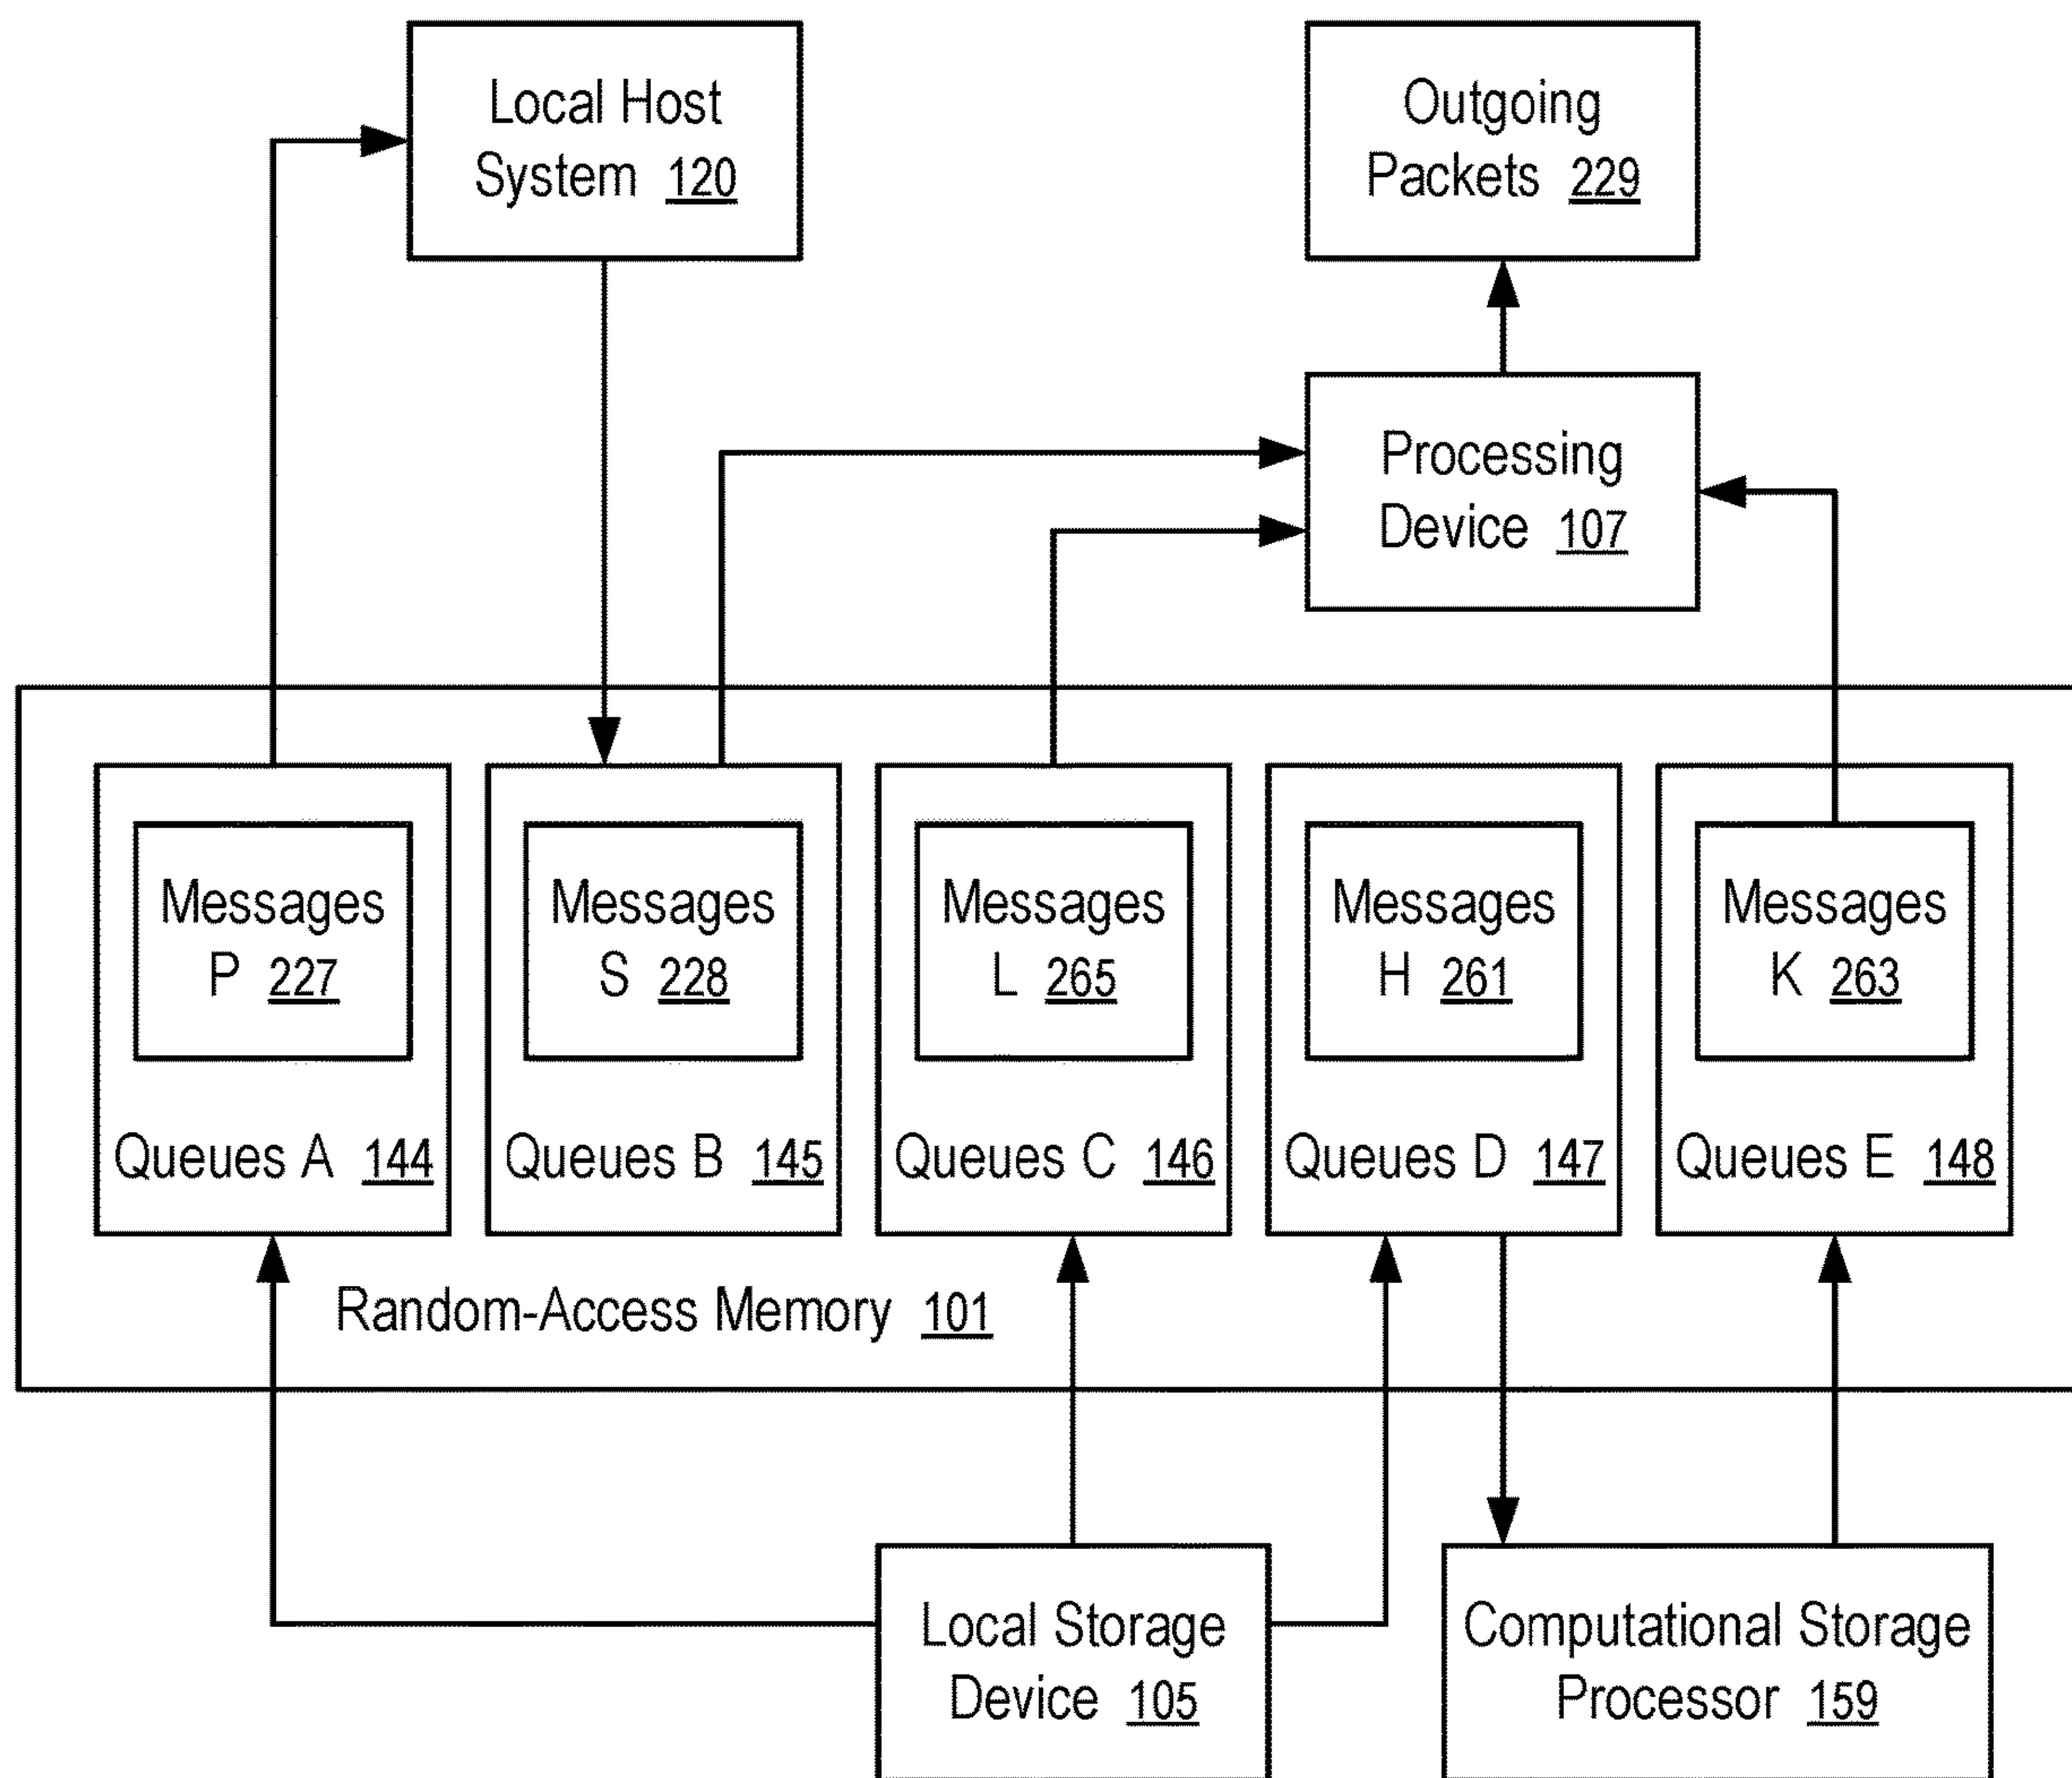 Local Host
System 120
Outgoing
Packets 229
Processing
Device 107
Messages
P 227
Messages
S 228
Messages
L 265
Messages
H 261
Messages
K 263
Queues A 144
Queues B 145
Queues C 146
Queues D 147
Queues E 148
Random-Access Memory 101
Local Storage
Device 105
Computational Storage
Processor 159